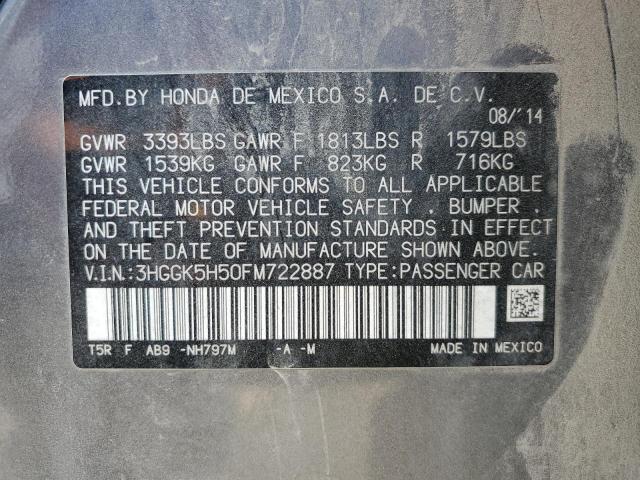 MFD.BY HONDA DE MEXICO S.A. DE C.V.
08/'14
GVWR 3393LBS GAWR F 1813LBS R 1579LBS
GVWR 1539KG GAWR F 823KG R 716KG
THIS VEHICLE CONFORMS TO ALL APPLICABLE
FEDERAL MOTOR VEHICLE SAFETY , BUMPER ,
AND THEFT PREVENTION STANDARDS IN EFFECT
ON THE DATE OF MANUFACTURE SHOWN ABOVE.
V.I.N:3HGGK5H50FM722887 TYPE:PASSENGER CAR
T5R F AB9 -NH797M -A -M MADE IN MEXICO